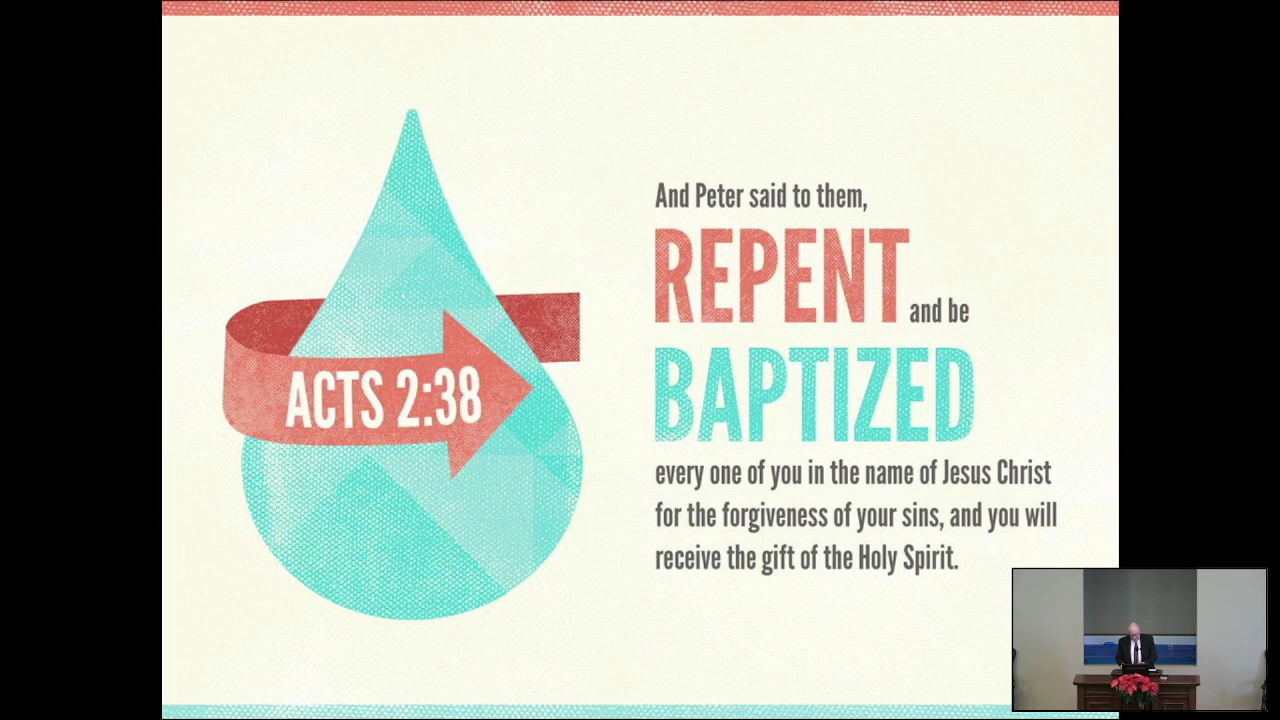 ACTS 2:38
And Peter said to them,
REPENT and be
BAPTIZED
every one of you in the name of Jesus Christ
for the forgiveness of your sins, and you will
receive the gift of the Holy Spirit.